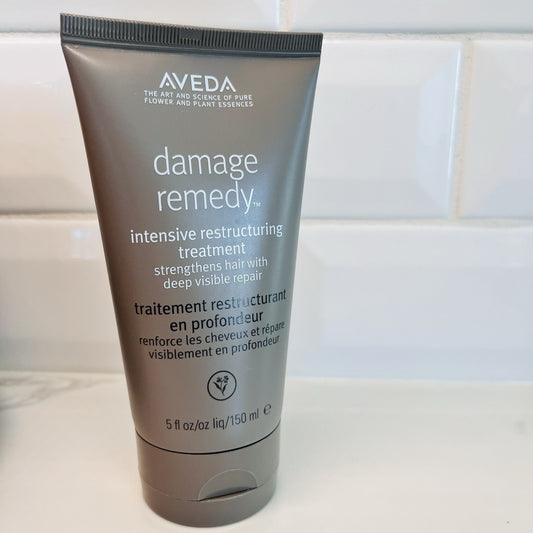 AVEDA
THE ART AND SCIENCE OF PURE
FLOWER AND PLANT ESSENCES
damage
remedy™
intensive restructuring
treatment
strengthens hair with
deep visible repair
traitement restructurant
en profondeur
renforce les cheveux et répare
visiblement en profondeur
5 fl oz/oz liq/150 ml ℮